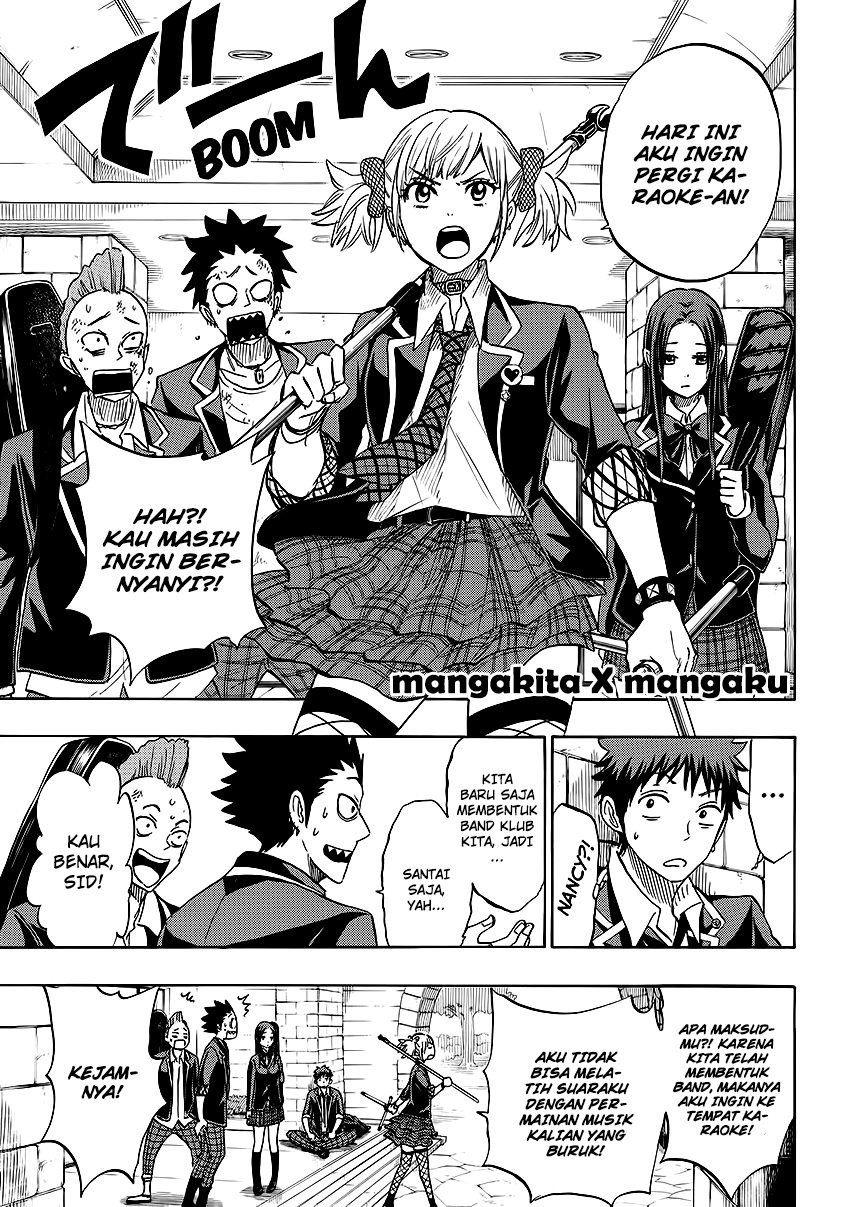 でーん
BOOM
HARI INI
AKU INGIN
PERGI KA-
RAOKE-AN!
HAH?!
KAU MASIH
INGIN BER-
NYANYI?!
mangakita X mangaku
...
NANCY?!
KITA
BARU SAJA
MEMBENTUK
BAND KLUB
KITA, JADI
...
SANTAI
SAJA,
YAH...
KAU
BENAR,
SID!
APA MAKSUD-
MU?! KARENA
KITA TELAH
MEMBENTUK
BAND, MAKANYA
AKU INGIN KE
TEMPAT KA-
RAOKE!
AKU TIDAK
BISA MELA-
TIH SUARAKU
DENGAN PER-
MAINAN MUSIK
KALIAN YANG
BURUK!
KEJAM-
NYA!